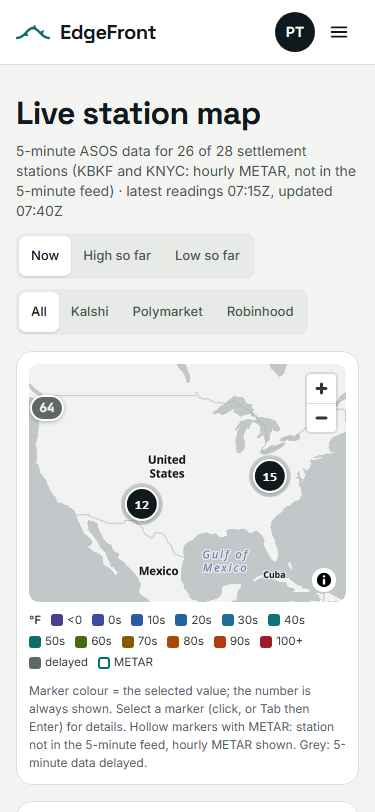 EdgeFront
PT
Live station map
5-minute ASOS data for 26 of 28 settlement
stations (KBKF and KNYC: hourly METAR, not in the
5-minute feed) · latest readings 07:15Z, updated
07:40Z
Now High so far Low so far
All Kalshi Polymarket Robinhood
64
+
−
United
States
15
12
Gulf of
Mexico
Mexico
Cuba
i
°F <0 0s 10s 20s 30s 40s
50s 60s 70s 80s 90s 100+
delayed METAR
Marker colour = the selected value; the number is
always shown. Select a marker (click, or Tab then
Enter) for details. Hollow markers with METAR: station
not in the 5-minute feed, hourly METAR shown. Grey: 5-
minute data delayed.